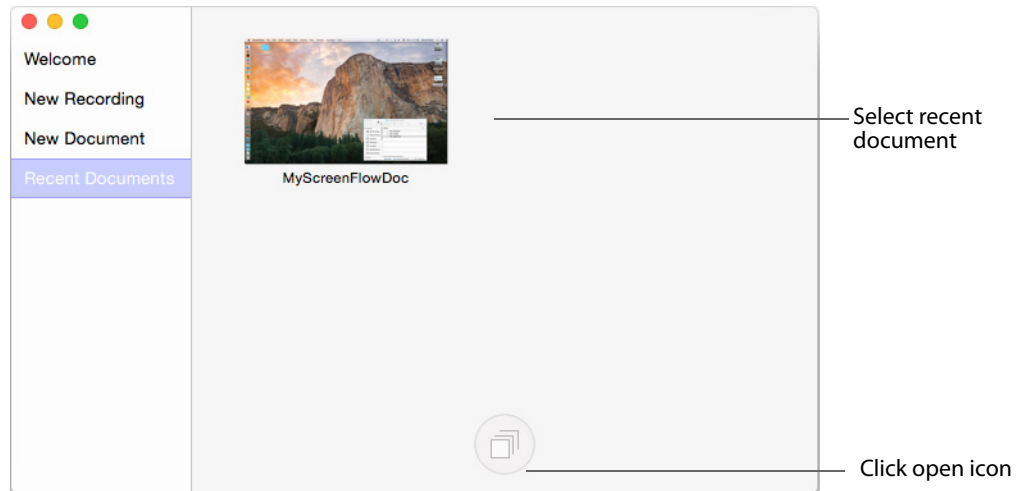 Welcome
New Recording
New Document
Recent Documents
MyScreenFlowDoc
Select recent
document
Click open icon